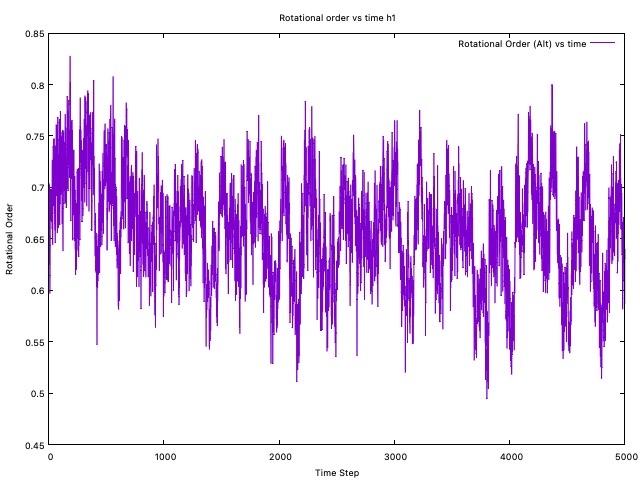 Rotational order vs time h1
Rotational Order (Alt) vs time
0.85
0.8
0.75
0.7
0.65
0.6
0.55
0.5
0.45
Rotational Order
0 1000 2000 3000 4000 5000
Time Step